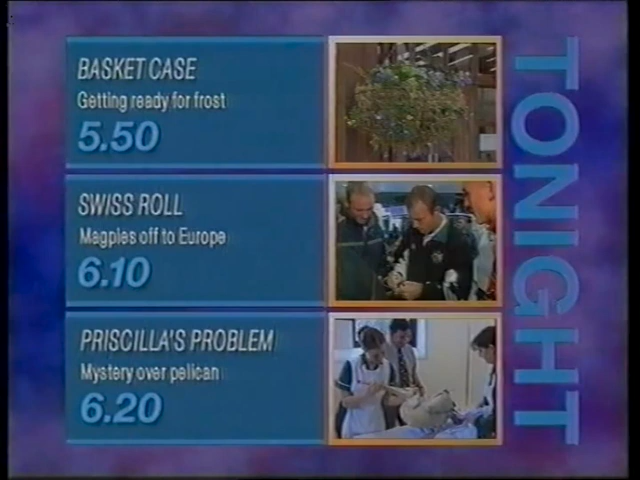 BASKET CASE
Getting ready for frost
5.50
SWISS ROLL
Magpies off to Europe
6.10
PRISCILLA'S PROBLEM
Mystery over pelican
6.20
TONIGHT